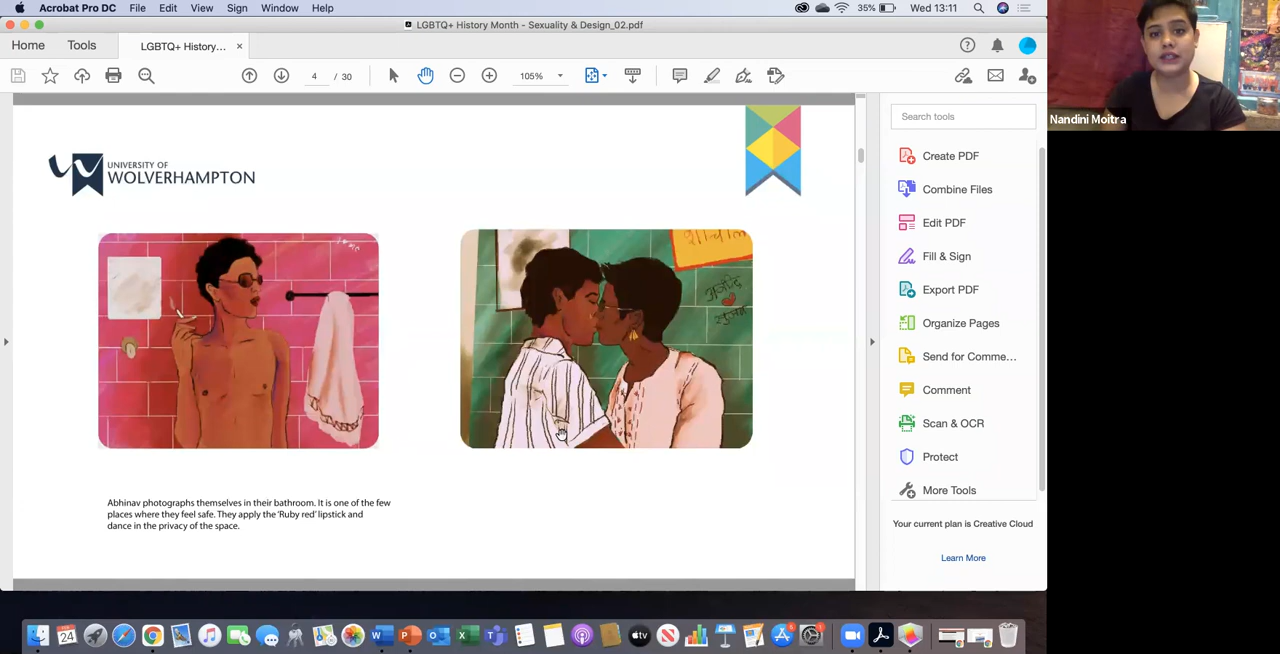 Acrobat Pro DC File Edit View Sign Window Help 35% Wed 13:11
LGBTQ+ History Month - Sexuality & Design_02.pdf
Home Tools LGBTQ+ History... ×
4 / 30 105%
Nandini Moitra
Search tools
Create PDF
Combine Files
Edit PDF
Fill & Sign
Export PDF
Organize Pages
Send for Comme...
Comment
Scan & OCR
Protect
More Tools
Your current plan is Creative Cloud
Learn More
UNIVERSITY OF
WOLVERHAMPTON
Abhinav photographs themselves in their bathroom. It is one of the few
places where they feel safe. They apply the 'Ruby red' lipstick and
dance in the privacy of the space.
FEB
24
tv